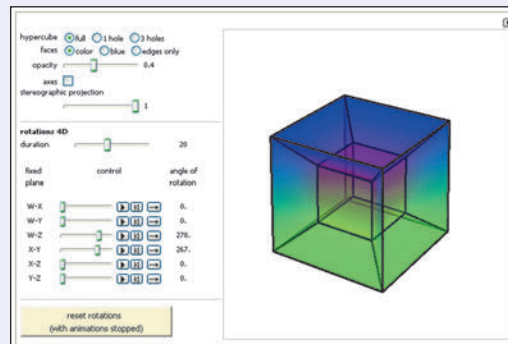 hypercube full 1 hole 3 holes
faces color blue edges only
opacity 0.4
axes
stereographic projection
1
rotations 4D
duration 20
fixed plane control angle of rotation
W-X 0.
W-Y 0.
W-Z 270.
X-Y 267.
X-Z 0.
Y-Z 0.
reset rotations
(with animations stopped)